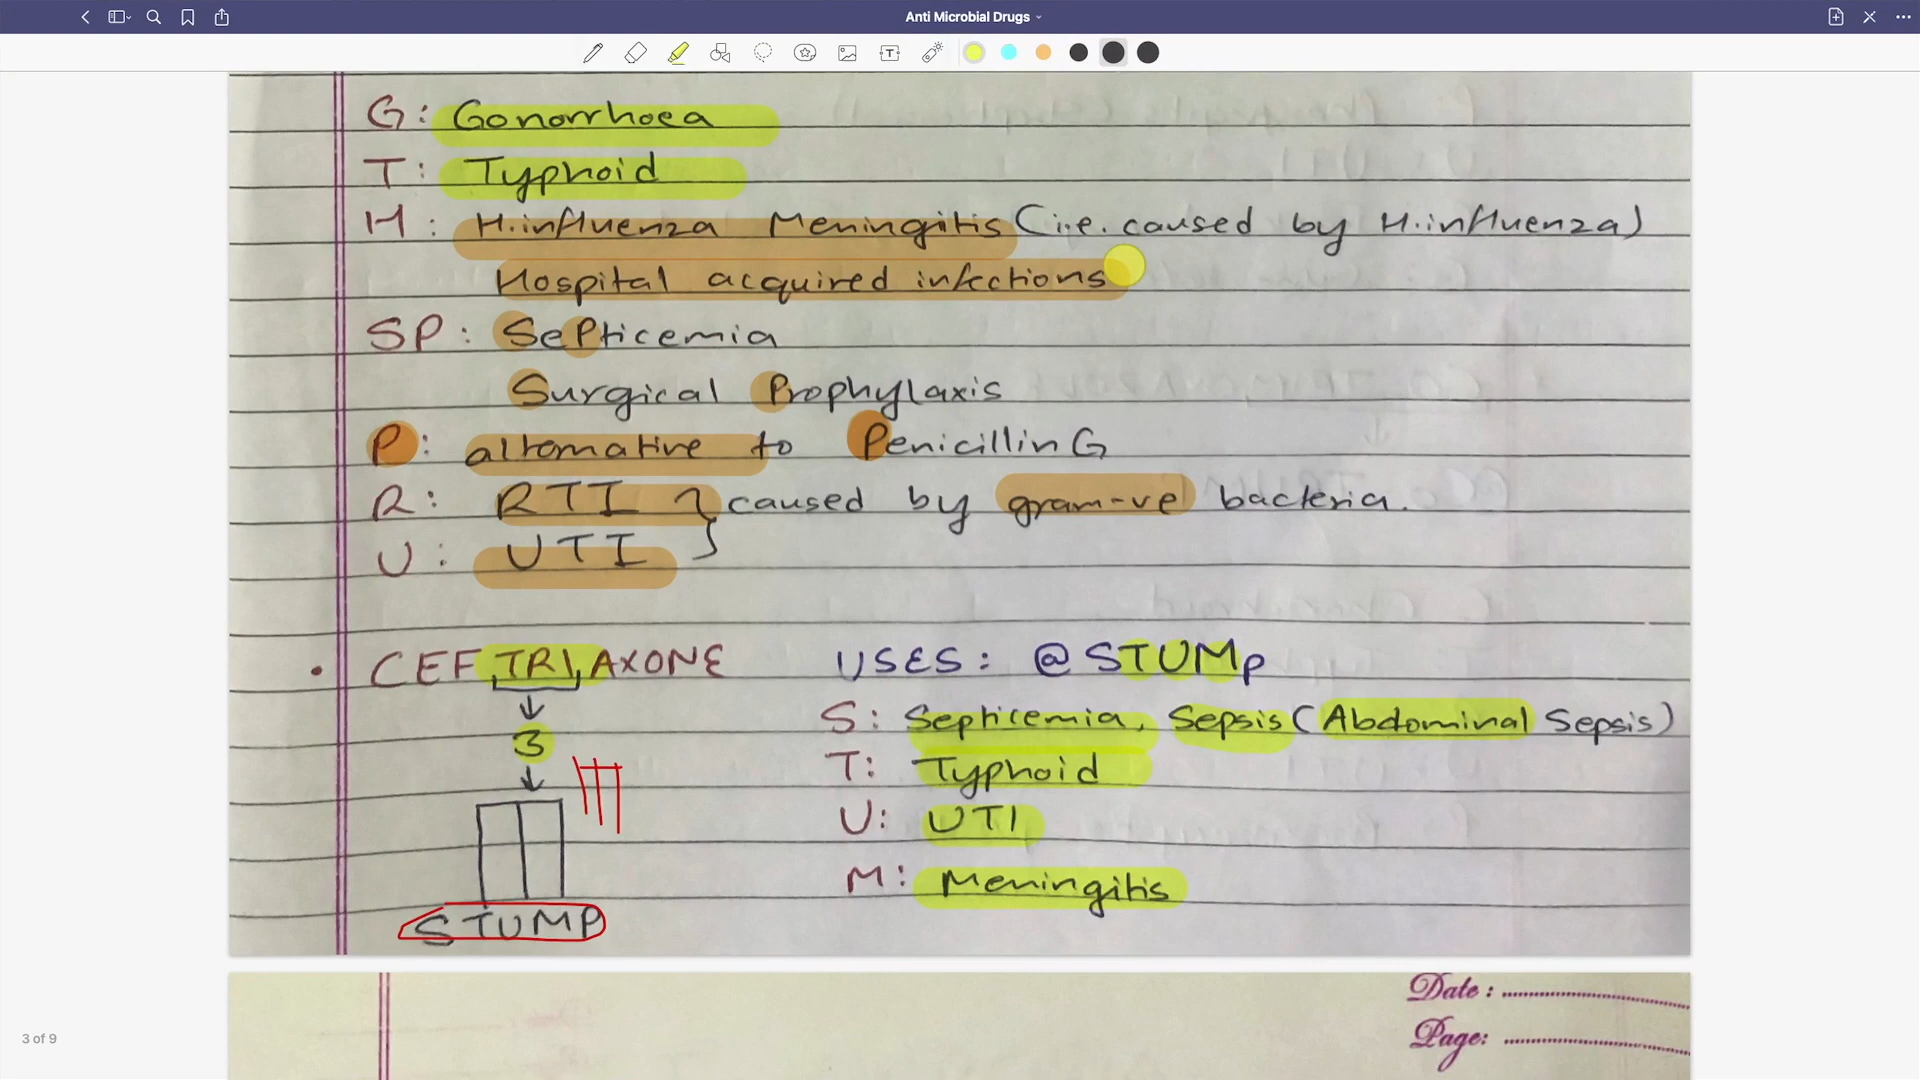 Anti Microbial Drugs
G: Gonorrhoea
T: Typhoid
H: H.influenza Meningitis (i.e. caused by H.influenza)
Hospital acquired infections
SP: Septicemia
Surgical Prophylaxis
P: alternative to Penicillin G
R: RTI } caused by gram-ve bacteria.
U: UTI
• CEFTRIAXONE USES: @ STUMP
↓
3
↓
STUMP
S: Septicemia, Sepsis (Abdominal Sepsis)
T: Typhoid
U: UTI
M: Meningitis
Date:
Page:
3 of 9